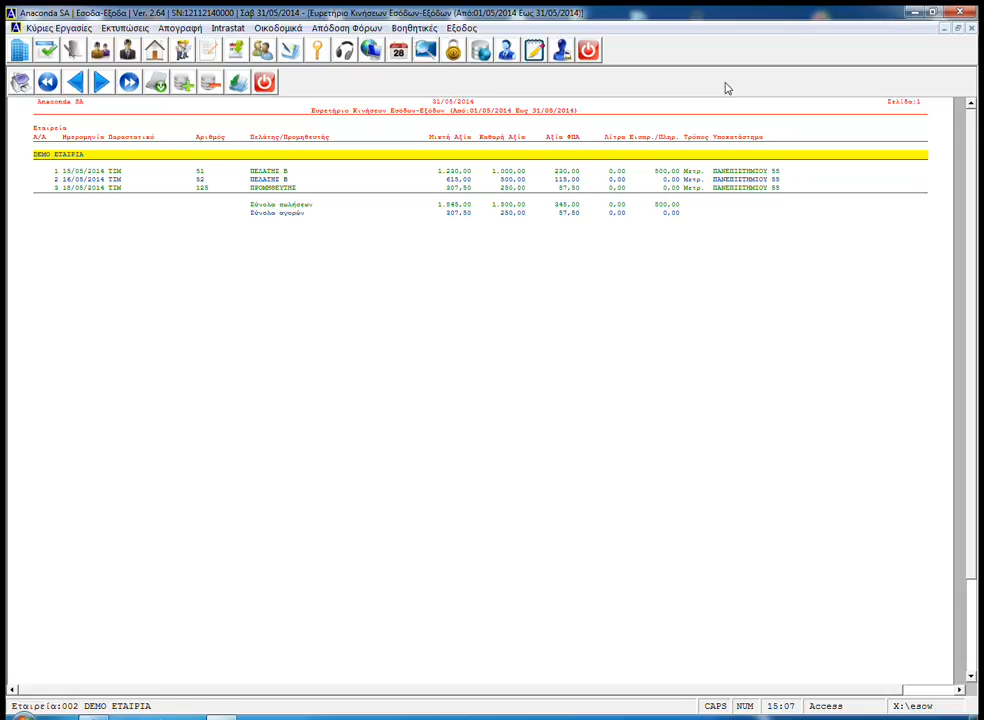 Anaconda SA | Εσοδα-Εξοδα | Ver. 2.64 | SN:12112140000 | Σάβ 31/05/2014 - [Ευρετήριο Κινήσεων Εσόδων-Εξόδων (Από:01/05/2014 Εως 31/05/2014)]
Κύριες Εργασίες Εκτυπώσεις Απογραφή Intrastat Οικοδομικά Απόδοση Φόρων Βοηθητικές Εξοδος
Anaconda SA 31/05/2014 Σελίδα:1
Ευρετήριο Κινήσεων Εσόδων-Εξόδων (Από:01/05/2014 Εως 31/05/2014)
Εταιρεία
Α/Α Ημερομηνία Παραστατικό Αριθμός Πελάτης/Προμηθευτής Μικτή Αξία Καθαρή Αξία Αξία ΦΠΑ Λίτρα Εισπρ./Πληρ. Τρόπος Υποκατάστημα
DEMO ΕΤΑΙΡΙΑ
1 15/05/2014 ΤΙΜ 51 ΠΕΛΑΤΗΣ Β 1.230,00 1.000,00 230,00 0,00 500,00 Μετρ. ΠΑΝΕΠΙΣΤΗΜΙΟΥ 55
2 16/05/2014 ΤΙΜ 52 ΠΕΛΑΤΗΣ Β 615,00 500,00 115,00 0,00 0,00 Μετρ. ΠΑΝΕΠΙΣΤΗΜΙΟΥ 55
3 18/05/2014 ΤΙΜ 125 ΠΡΟΜΗΘΕΥΤΗΣ 307,50 250,00 57,50 0,00 0,00 Μετρ. ΠΑΝΕΠΙΣΤΗΜΙΟΥ 55
Σύνολα πωλήσεων 1.845,00 1.500,00 345,00 0,00 500,00
Σύνολα αγορών 307,50 250,00 57,50 0,00 0,00
Εταιρεία:002 DEMO ΕΤΑΙΡΙΑ CAPS NUM 15:07 Access X:\esow